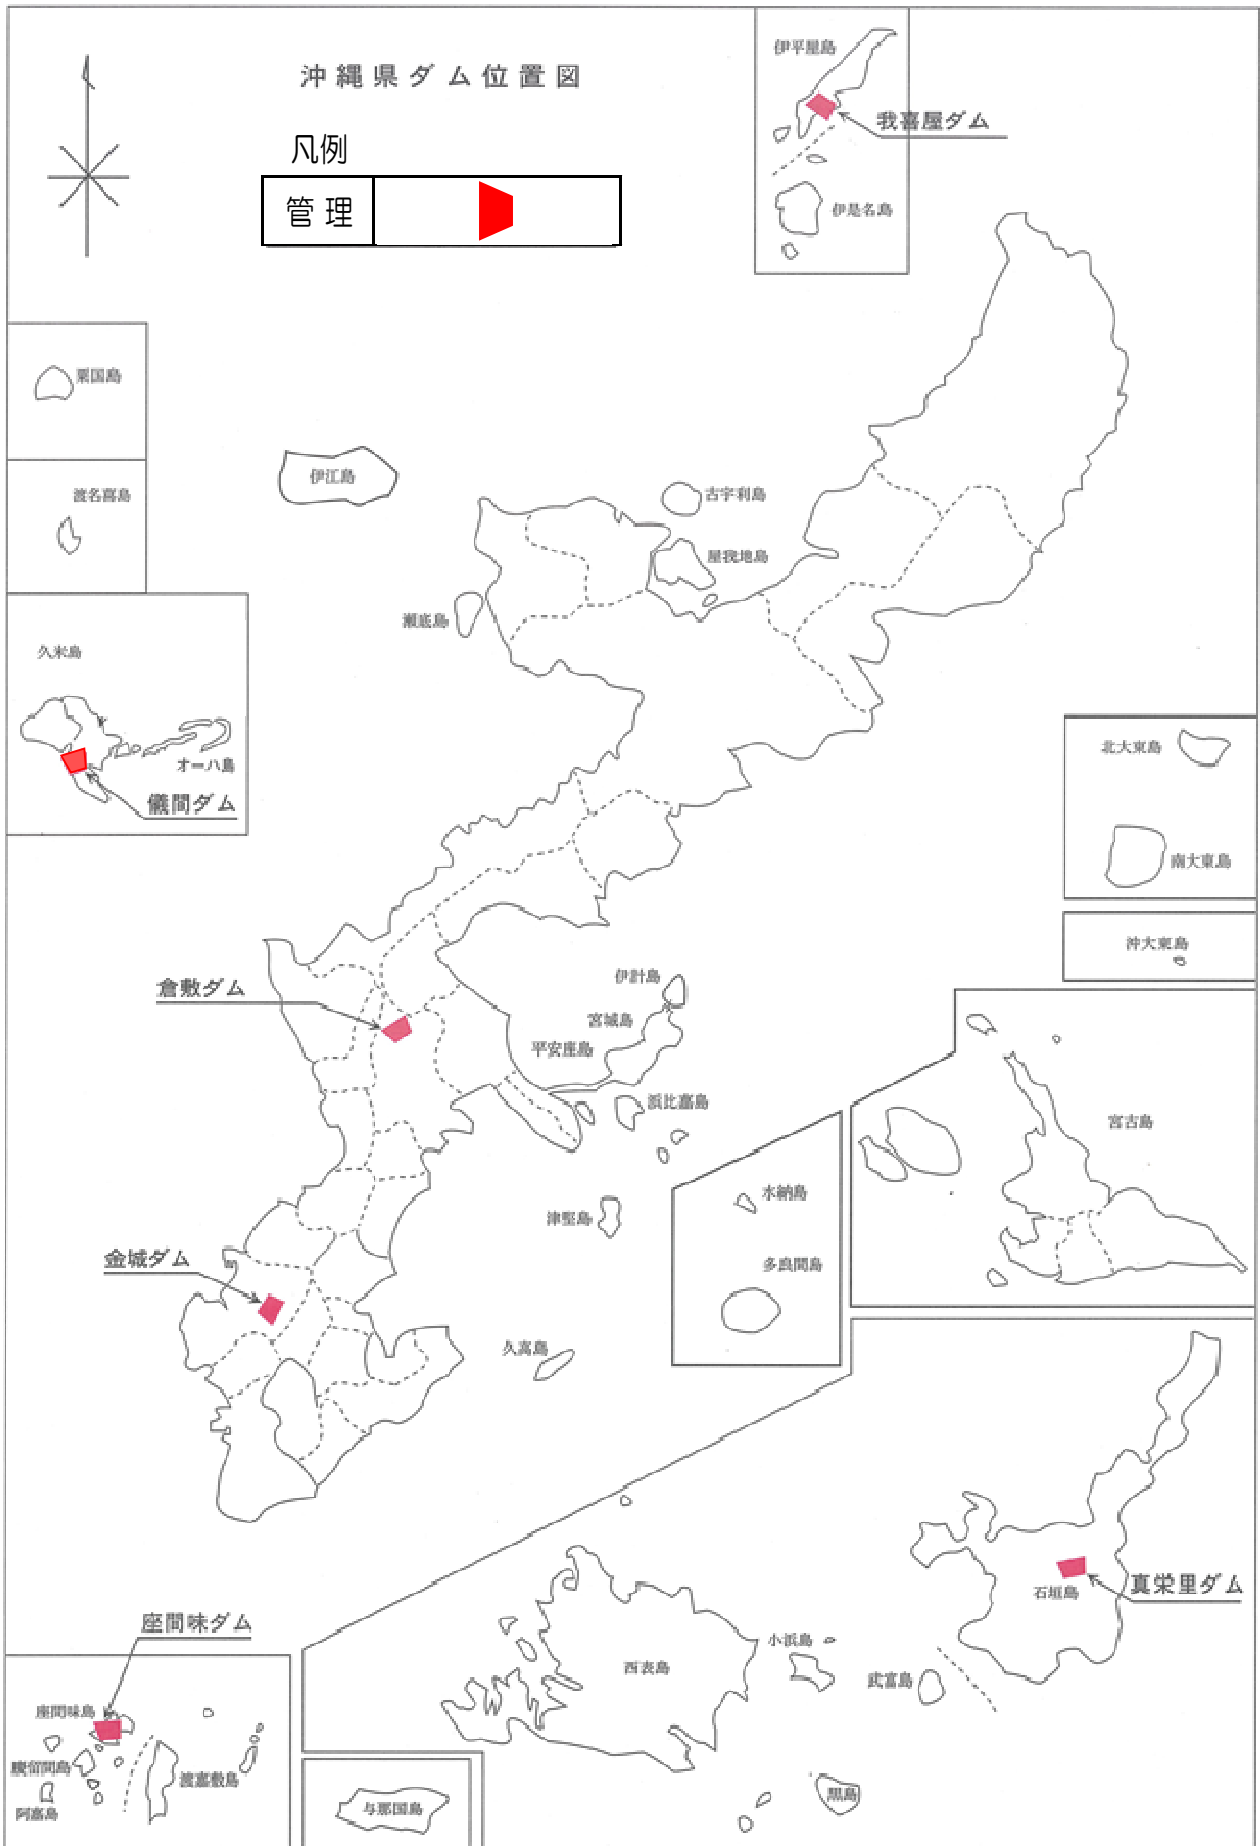 沖縄県ダム位置図
凡例
管理
伊平屋島
我喜屋ダム
伊是名島
粟国島
渡名喜島
伊江島
古宇利島
屋我地島
瀬底島
久米島
オーハ島
儀間ダム
北大東島
南大東島
沖大東島
倉敷ダム
伊計島
宮城島
平安座島
浜比嘉島
宮古島
水納島
津堅島
多良間島
金城ダム
久高島
石垣島
真栄里ダム
座間味ダム
小浜島
西表島
武富島
座間味島
慶留間島
渡嘉敷島
阿嘉島
与那国島
黒島